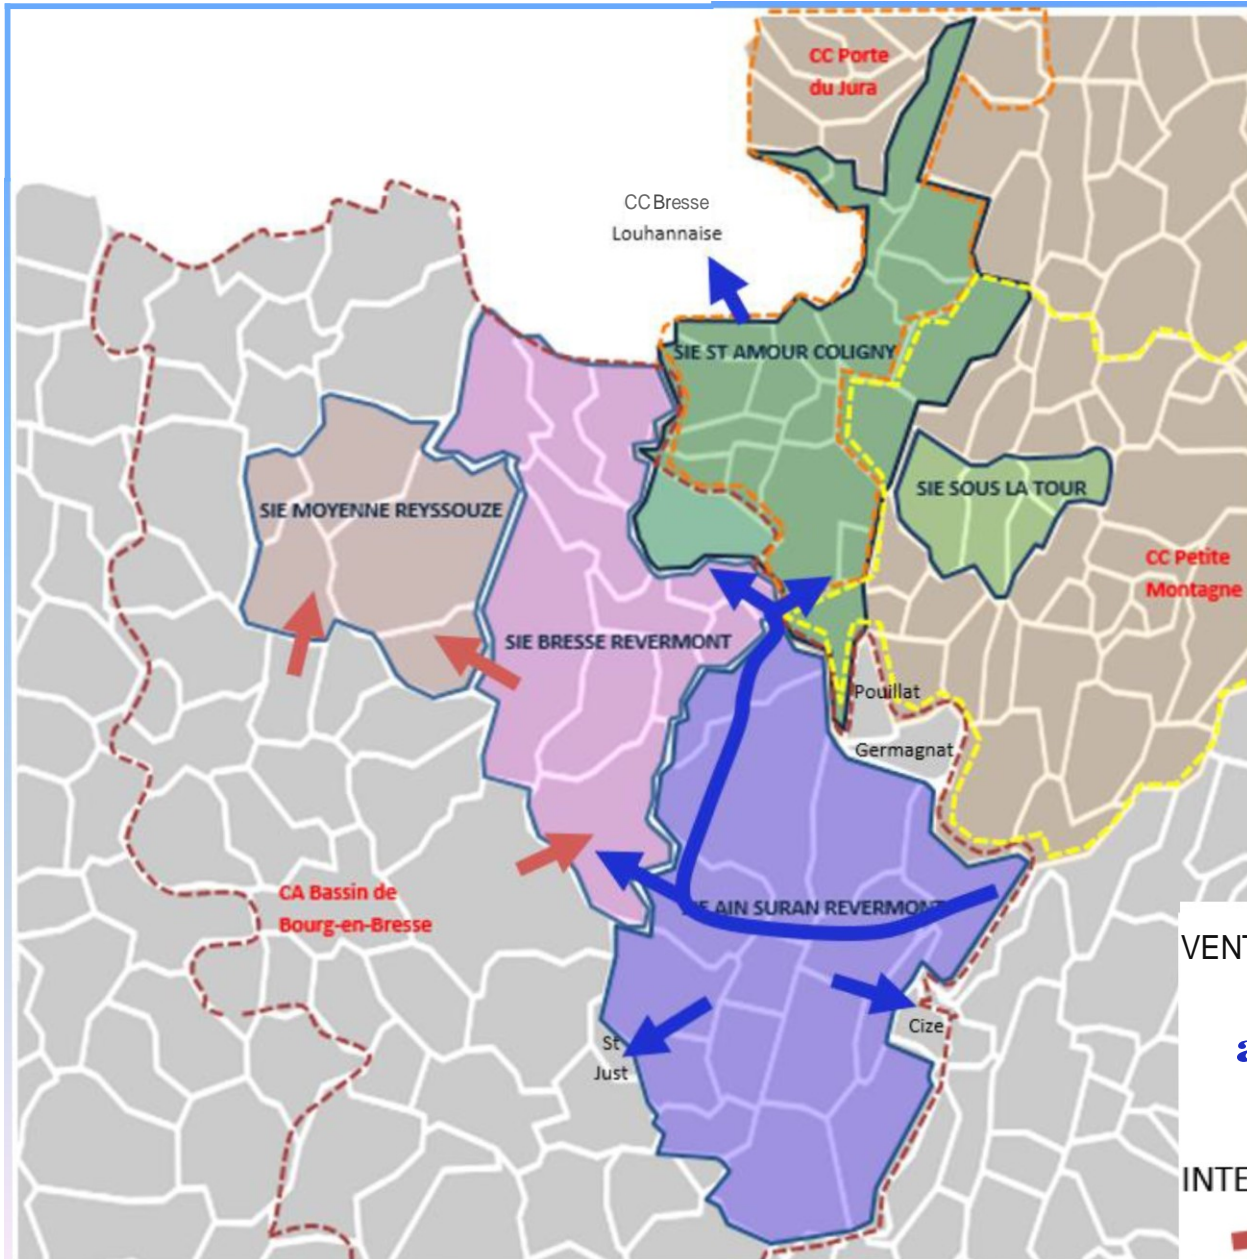 CC Porte
du Jura
CC Bresse
Louhannaise
SIE ST AMOUR COLIGNY
SIE SOUS LA TOUR
SIE MOYENNE REYSSOUZE
CC Petite
Montagne
SIE BRESSE REVERMONT
Pouillat
Germagnat
CA Bassin de
Bourg-en-Bresse
AIN SURAN REVERMONT
VENT
Cize
St
Just
a
INTE